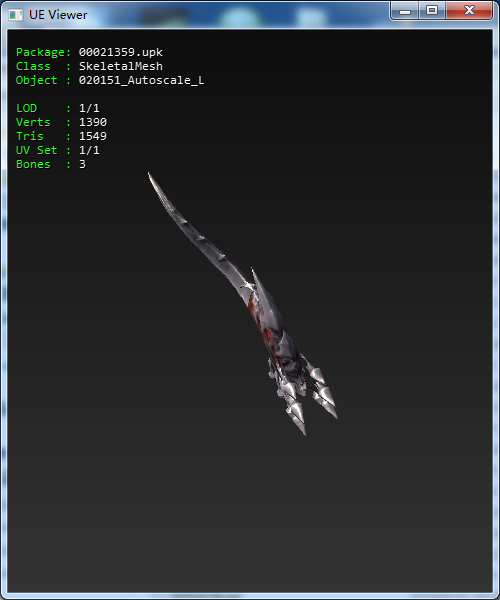 UE Viewer
Package: 00021359.upk
Class : SkeletalMesh
Object : 020151_Autoscale_L
LOD : 1/1
Verts : 1390
Tris : 1549
UV Set : 1/1
Bones : 3